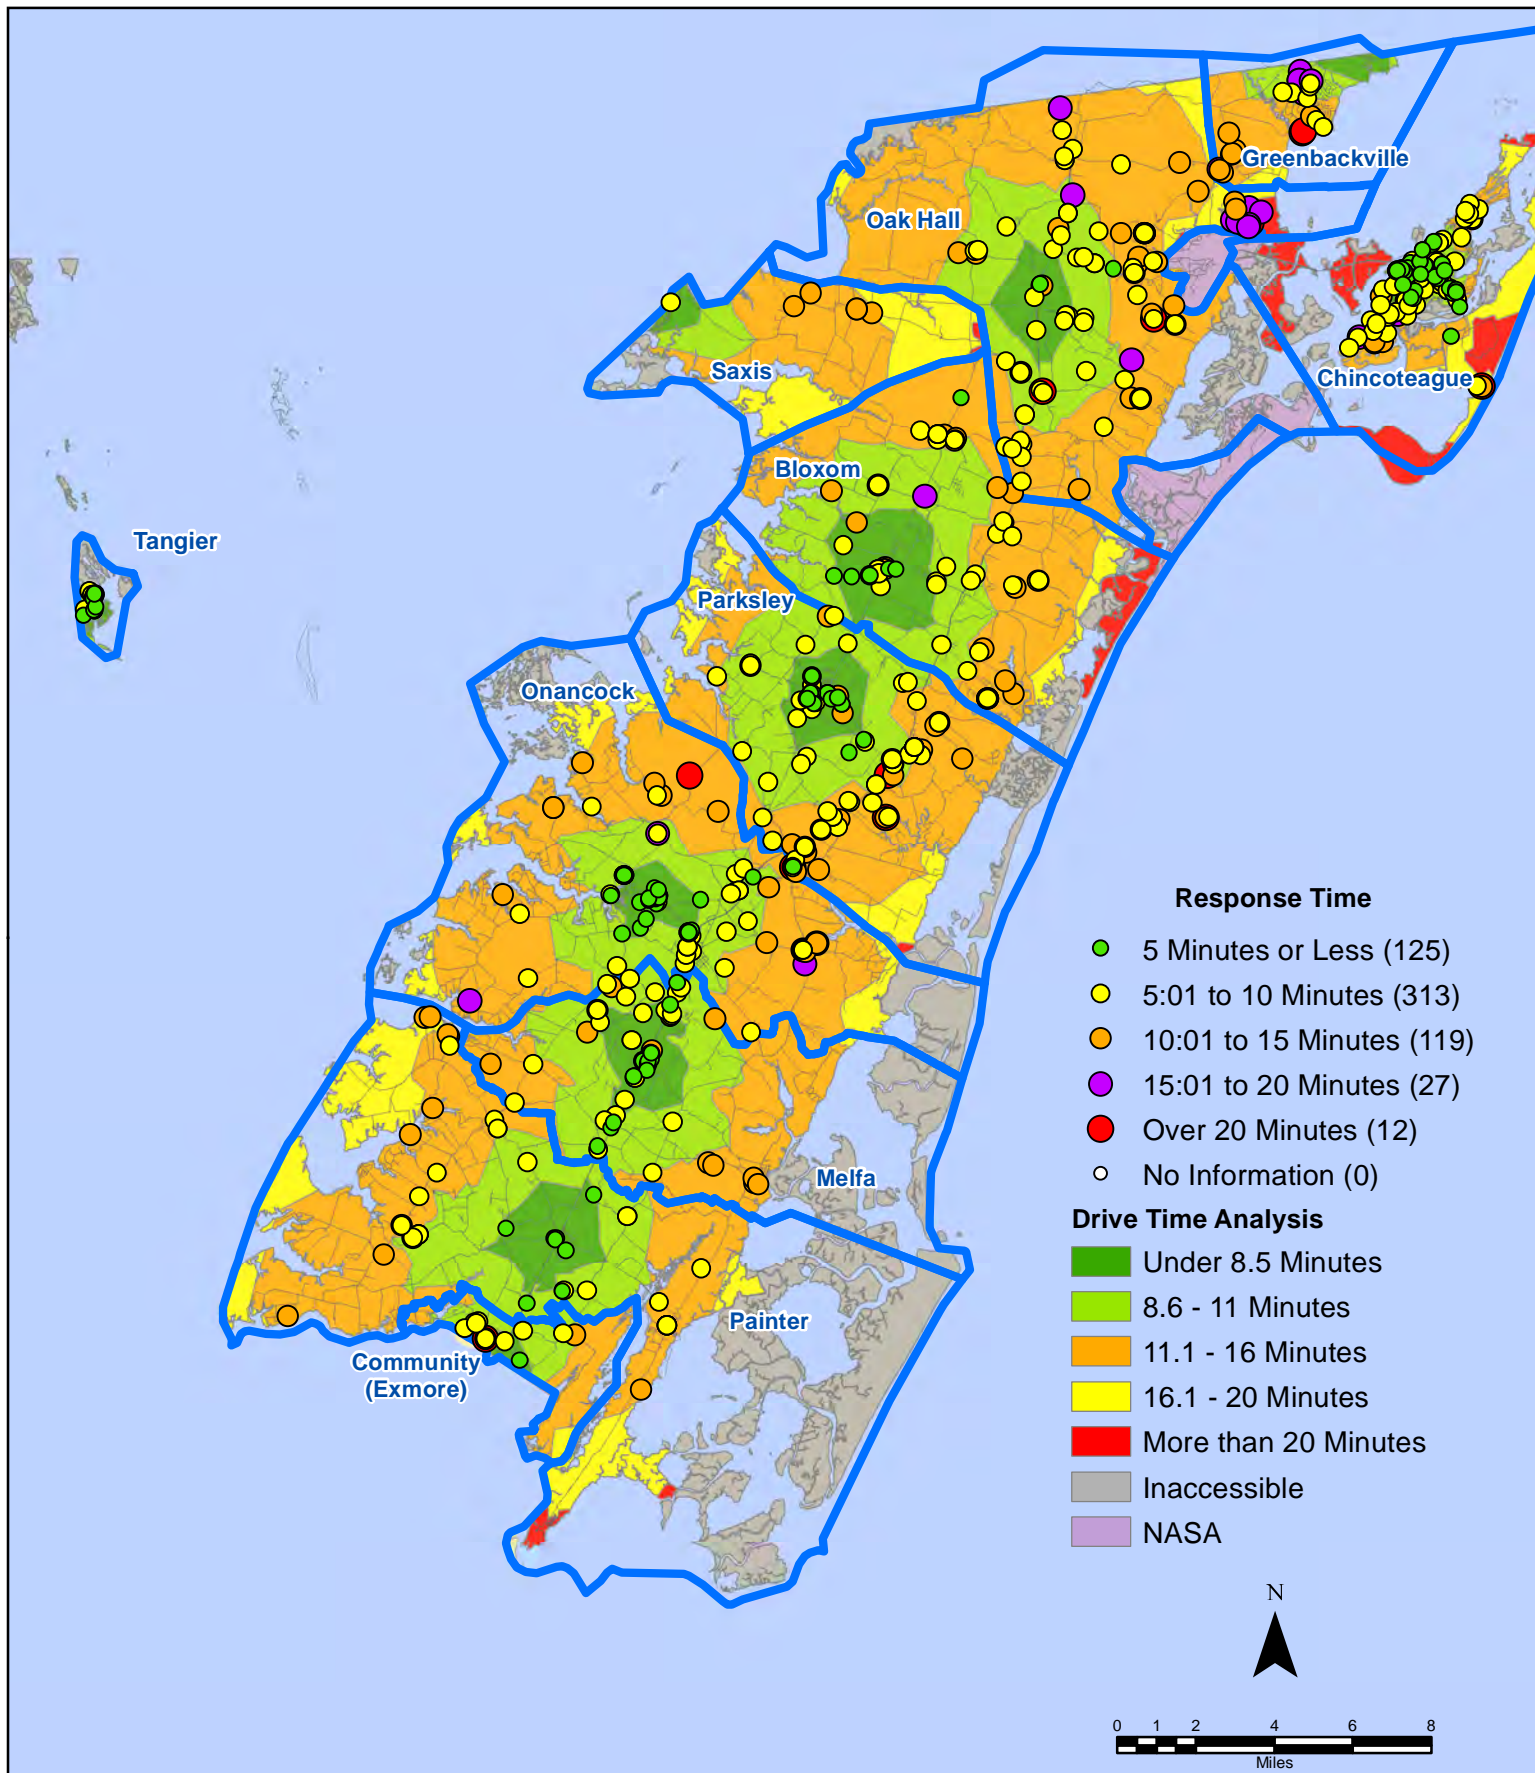 Greenbackville
Oak Hall
Saxis
Chincoteague
Bloxom
Tangier
Parksley
Onancock
Response Time
5 Minutes or Less (125)
5:01 to 10 Minutes (313)
10:01 to 15 Minutes (119)
15:01 to 20 Minutes (27)
Over 20 Minutes (12)
No Information (0)
Melfa
Drive Time Analysis
Under 8.5 Minutes
8.6 - 11 Minutes
Painter
11.1 - 16 Minutes
Community
(Exmore)
16.1 - 20 Minutes
More than 20 Minutes
Inaccessible
NASA
N
0 1 2 4 6 8
Miles